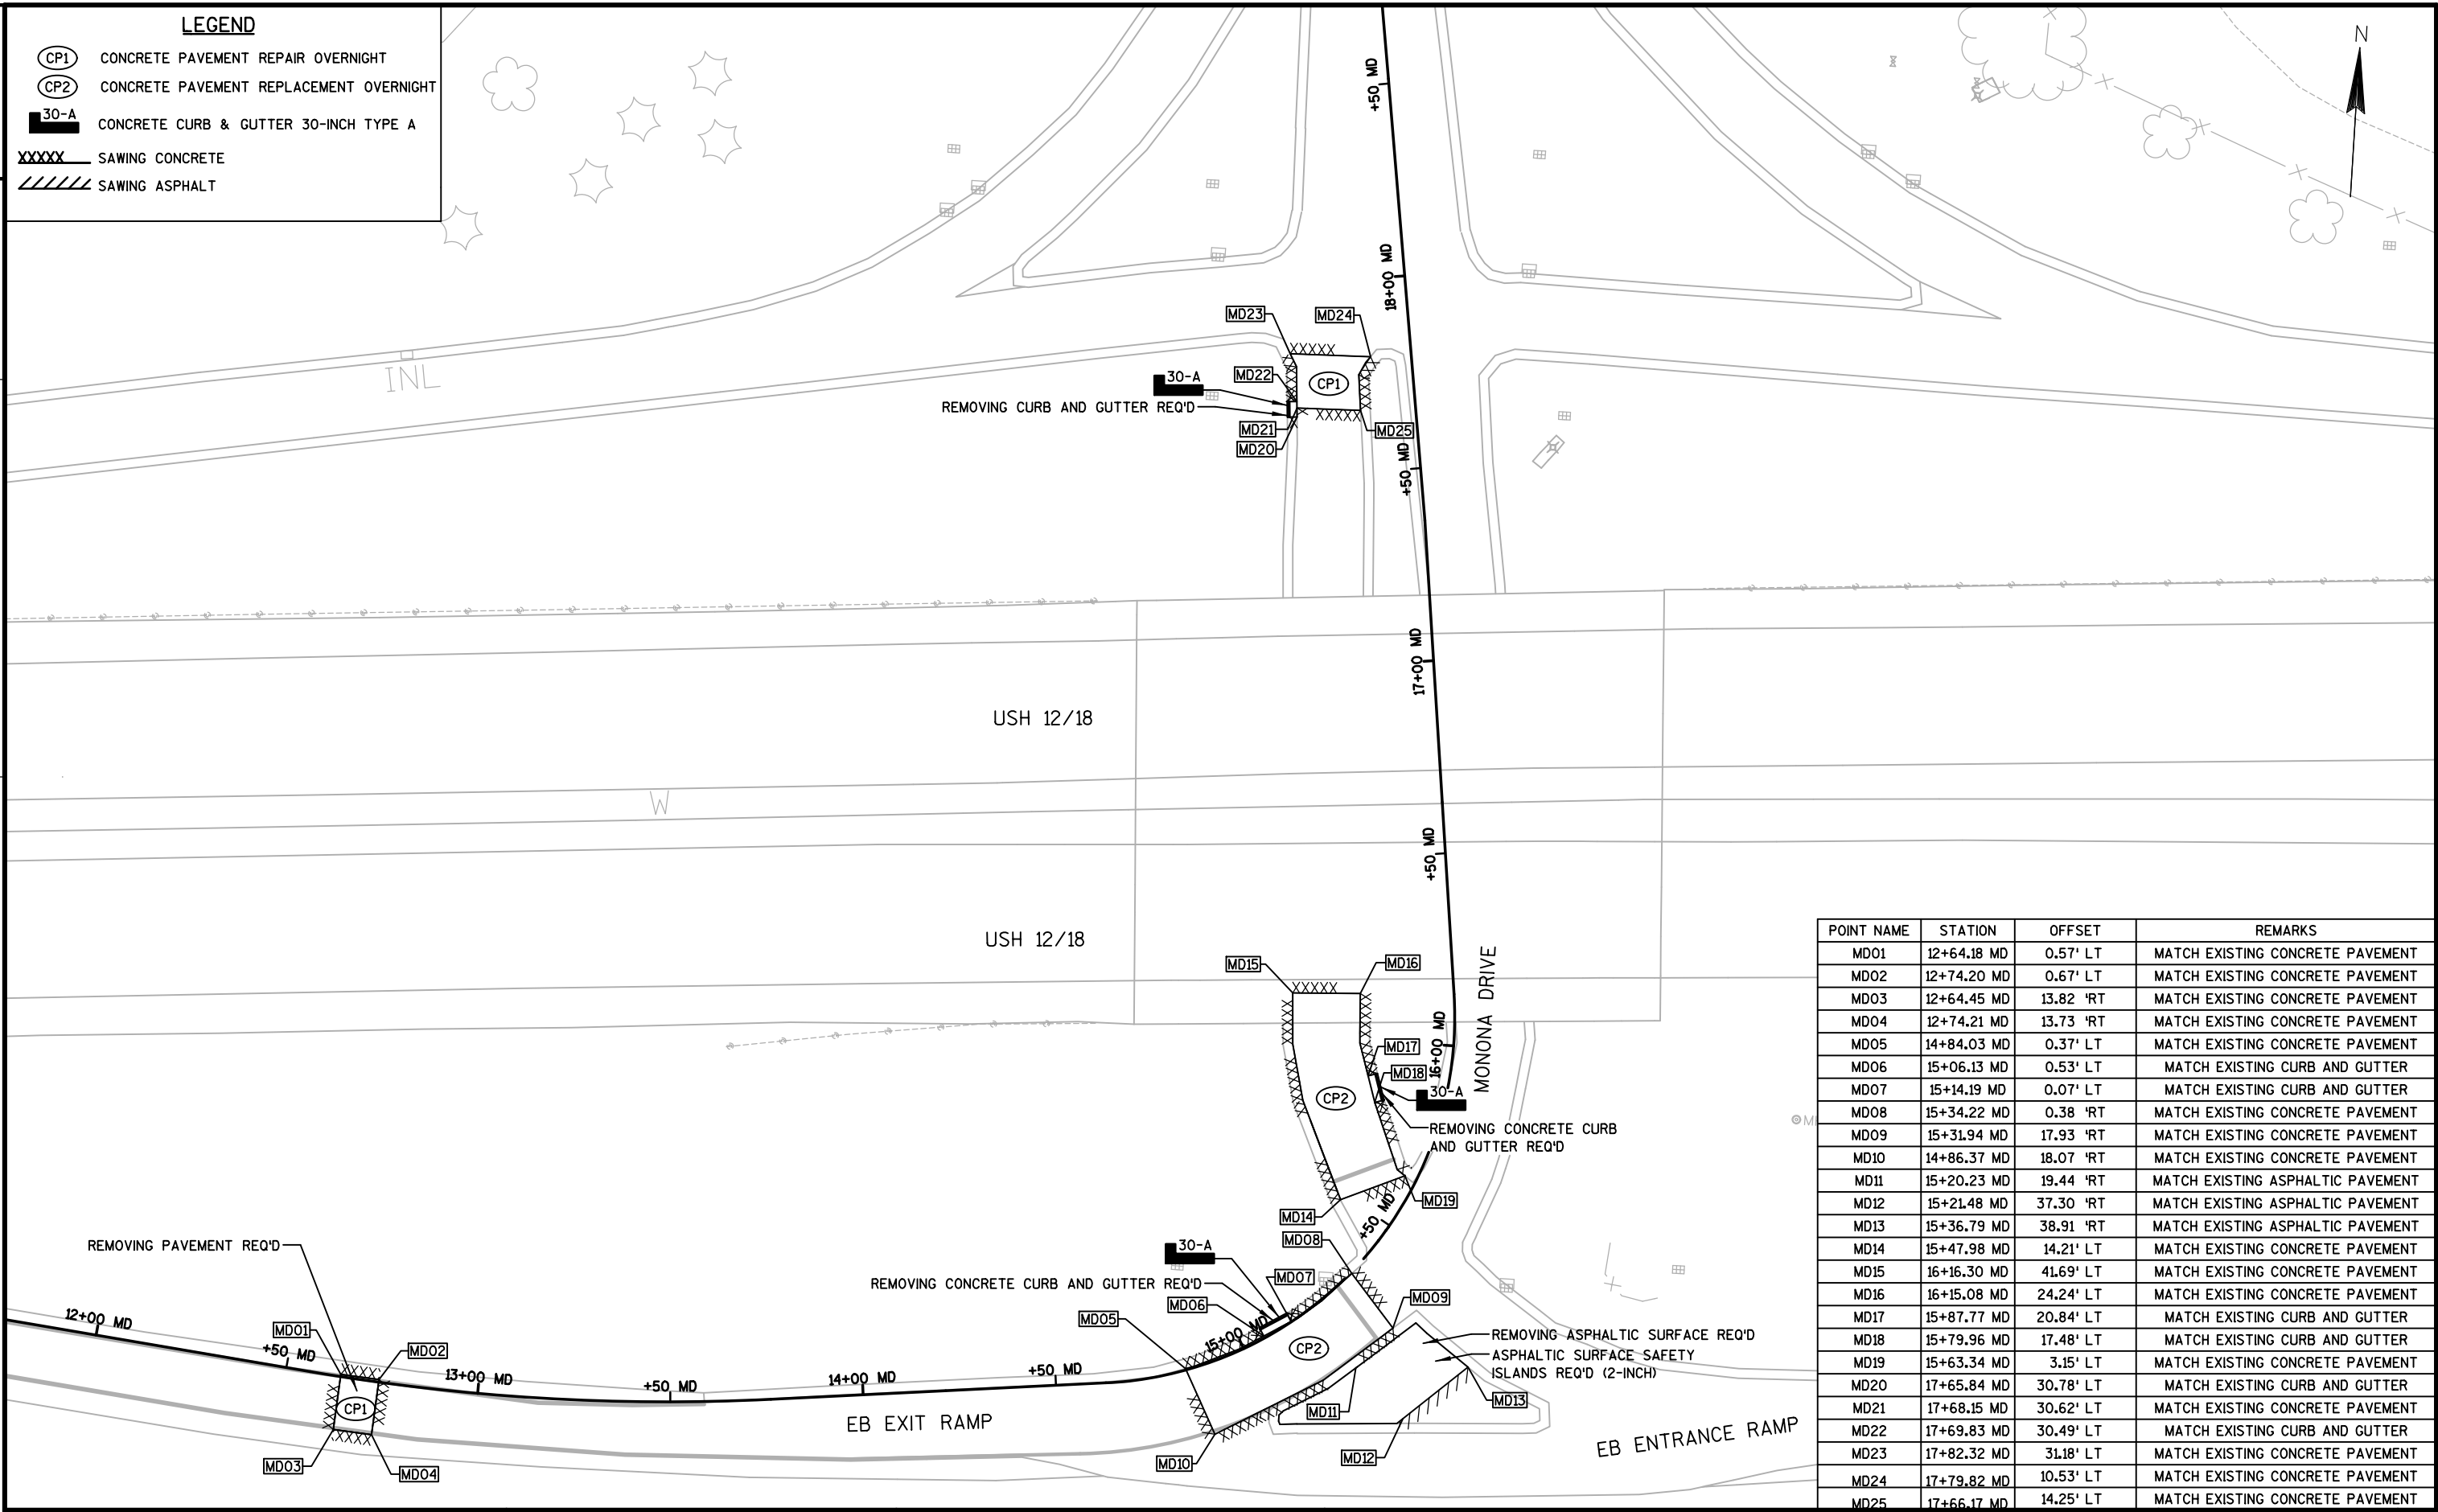 LEGEND
CP1 CONCRETE PAVEMENT REPAIR OVERNIGHT
CP2 CONCRETE PAVEMENT REPLACEMENT OVERNIGHT
30-A CONCRETE CURB & GUTTER 30-INCH TYPE A
XXXXX SAWING CONCRETE
SAWING ASPHALT
N
+50 MD
18+00 MD
MD23
MD24
INL
30-A
MD22
CP1
REMOVING CURB AND GUTTER REQ'D
MD21
MD25
MD20
+50 MD
17+00 MD
USH 12/18
W
+50 MD
USH 12/18
MD15
MD16
MONONA DRIVE
16+00 MD
MD17
MD18
30-A
CP2
REMOVING CONCRETE CURB
AND GUTTER REQ'D
MD19
MD14
+50 MD
MD08
30-A
REMOVING PAVEMENT REQ'D
REMOVING CONCRETE CURB AND GUTTER REQ'D
MD07
MD06
MD09
MD05
15+00 MD
CP2
REMOVING ASPHALTIC SURFACE REQ'D
ASPHALTIC SURFACE SAFETY
ISLANDS REQ'D (2-INCH)
12+00 MD
MD01
+50 MD
MD02
13+00 MD
+50 MD
14+00 MD
+50 MD
CP1
EB EXIT RAMP
MD11
MD13
MD03
MD04
MD10
MD12
EB ENTRANCE RAMP
POINT NAME STATION OFFSET REMARKS
MD01 12+64.18 MD 0.57' LT MATCH EXISTING CONCRETE PAVEMENT
MD02 12+74.20 MD 0.67' LT MATCH EXISTING CONCRETE PAVEMENT
MD03 12+64.45 MD 13.82 'RT MATCH EXISTING CONCRETE PAVEMENT
MD04 12+74.21 MD 13.73 'RT MATCH EXISTING CONCRETE PAVEMENT
MD05 14+84.03 MD 0.37' LT MATCH EXISTING CONCRETE PAVEMENT
MD06 15+06.13 MD 0.53' LT MATCH EXISTING CURB AND GUTTER
MD07 15+14.19 MD 0.07' LT MATCH EXISTING CURB AND GUTTER
MD08 15+34.22 MD 0.38 'RT MATCH EXISTING CONCRETE PAVEMENT
MD09 15+31.94 MD 17.93 'RT MATCH EXISTING CONCRETE PAVEMENT
MD10 14+86.37 MD 18.07 'RT MATCH EXISTING CONCRETE PAVEMENT
MD11 15+20.23 MD 19.44 'RT MATCH EXISTING ASPHALTIC PAVEMENT
MD12 15+21.48 MD 37.30 'RT MATCH EXISTING ASPHALTIC PAVEMENT
MD13 15+36.79 MD 38.91 'RT MATCH EXISTING ASPHALTIC PAVEMENT
MD14 15+47.98 MD 14.21' LT MATCH EXISTING CONCRETE PAVEMENT
MD15 16+16.30 MD 41.69' LT MATCH EXISTING CONCRETE PAVEMENT
MD16 16+15.08 MD 24.24' LT MATCH EXISTING CONCRETE PAVEMENT
MD17 15+87.77 MD 20.84' LT MATCH EXISTING CURB AND GUTTER
MD18 15+79.96 MD 17.48' LT MATCH EXISTING CURB AND GUTTER
MD19 15+63.34 MD 3.15' LT MATCH EXISTING CONCRETE PAVEMENT
MD20 17+65.84 MD 30.78' LT MATCH EXISTING CURB AND GUTTER
MD21 17+68.15 MD 30.62' LT MATCH EXISTING CONCRETE PAVEMENT
MD22 17+69.83 MD 30.49' LT MATCH EXISTING CURB AND GUTTER
MD23 17+82.32 MD 31.18' LT MATCH EXISTING CONCRETE PAVEMENT
MD24 17+79.82 MD 10.53' LT MATCH EXISTING CONCRETE PAVEMENT
MD25 17+66.17 MD 14.25' LT MATCH EXISTING CONCRETE PAVEMENT